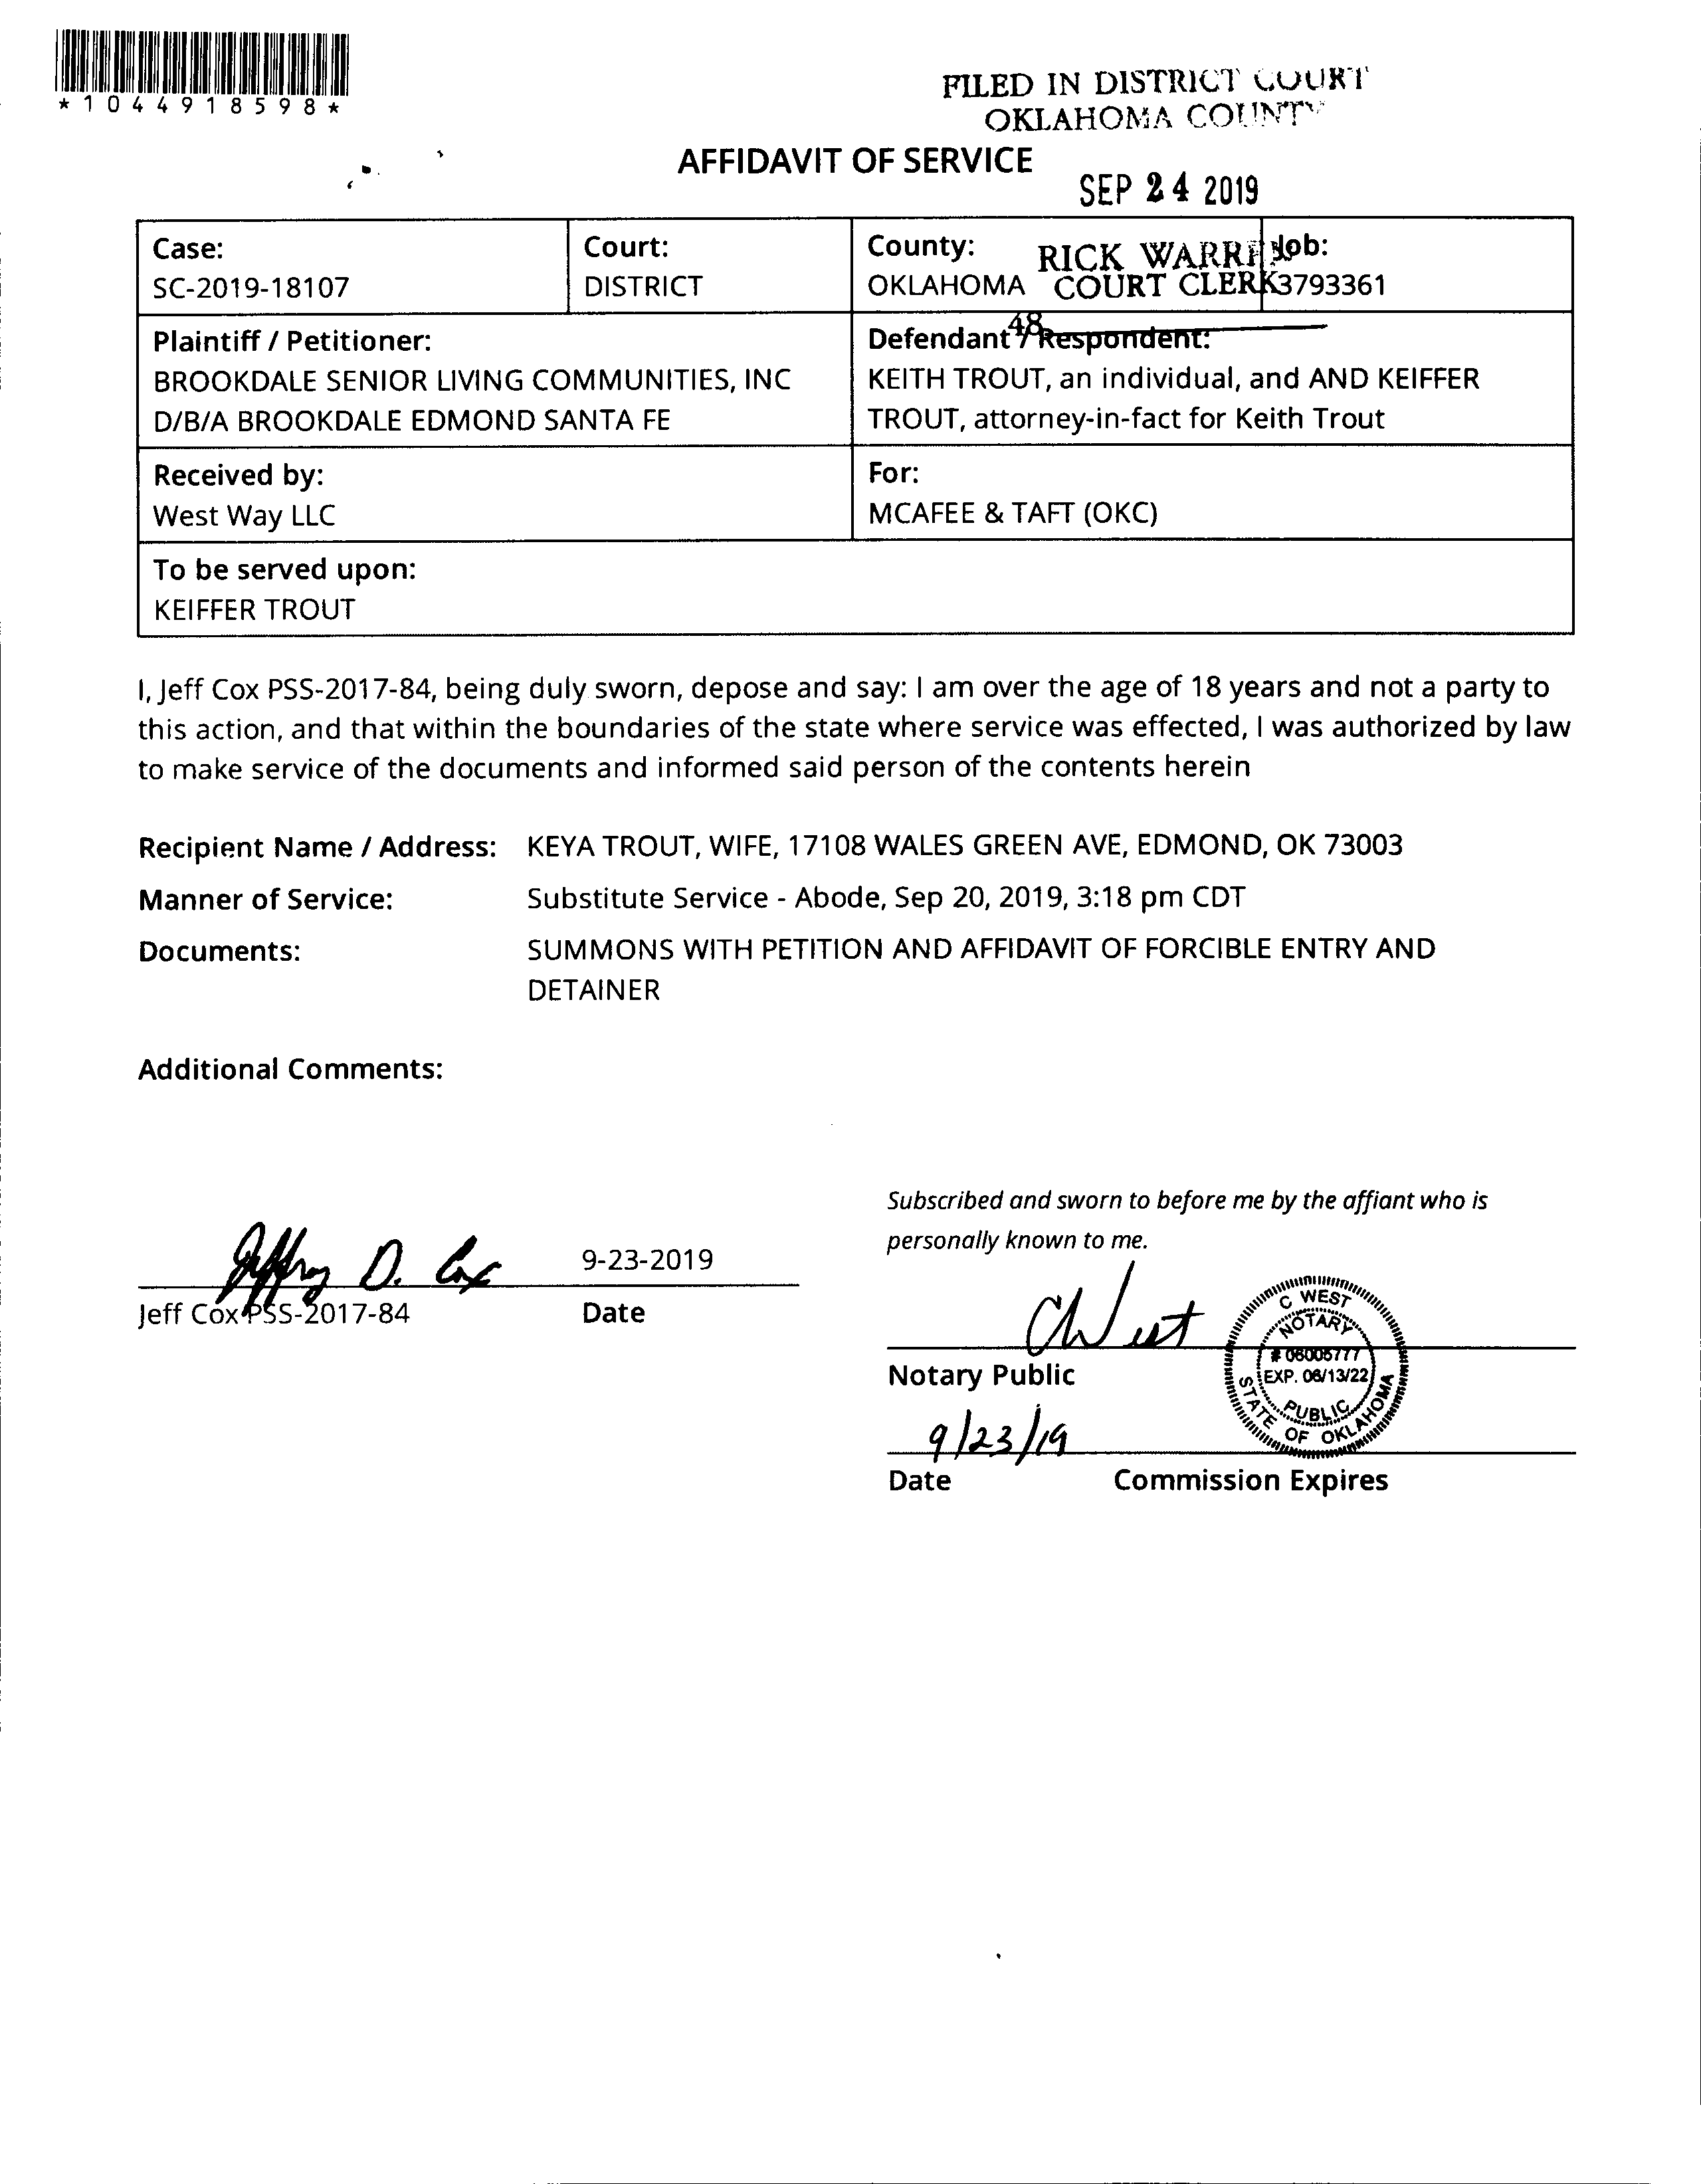 *1044918598*
FILED IN DISTRICT COURT
OKLAHOMA COUNTY
AFFIDAVIT OF SERVICE
SEP 24 2019
Case:
SC-2019-18107
Court:
DISTRICT
County:
OKLAHOMA
RICK WARREN
COURT CLERK
Job:
3793361
48
Plaintiff / Petitioner:
BROOKDALE SENIOR LIVING COMMUNITIES, INC
D/B/A BROOKDALE EDMOND SANTA FE
Defendant / Respondent:
KEITH TROUT, an individual, and AND KEIFFER
TROUT, attorney-in-fact for Keith Trout
Received by:
West Way LLC
For:
MCAFEE & TAFT (OKC)
To be served upon:
KEIFFER TROUT
I, Jeff Cox PSS-2017-84, being duly sworn, depose and say: I am over the age of 18 years and not a party to
this action, and that within the boundaries of the state where service was effected, I was authorized by law
to make service of the documents and informed said person of the contents herein
Recipient Name / Address: KEYA TROUT, WIFE, 17108 WALES GREEN AVE, EDMOND, OK 73003
Manner of Service: Substitute Service - Abode, Sep 20, 2019, 3:18 pm CDT
Documents: SUMMONS WITH PETITION AND AFFIDAVIT OF FORCIBLE ENTRY AND
DETAINER
Additional Comments:
Jeffrey D. Cox
9-23-2019
Jeff Cox PSS-2017-84
Date
Subscribed and sworn to before me by the affiant who is
personally known to me.
C West
Notary Public
C WEST
NOTARY
# 06005777
EXP. 06/13/22
PUBLIC
STATE OF OKLAHOMA
9/23/19
Date
Commission Expires